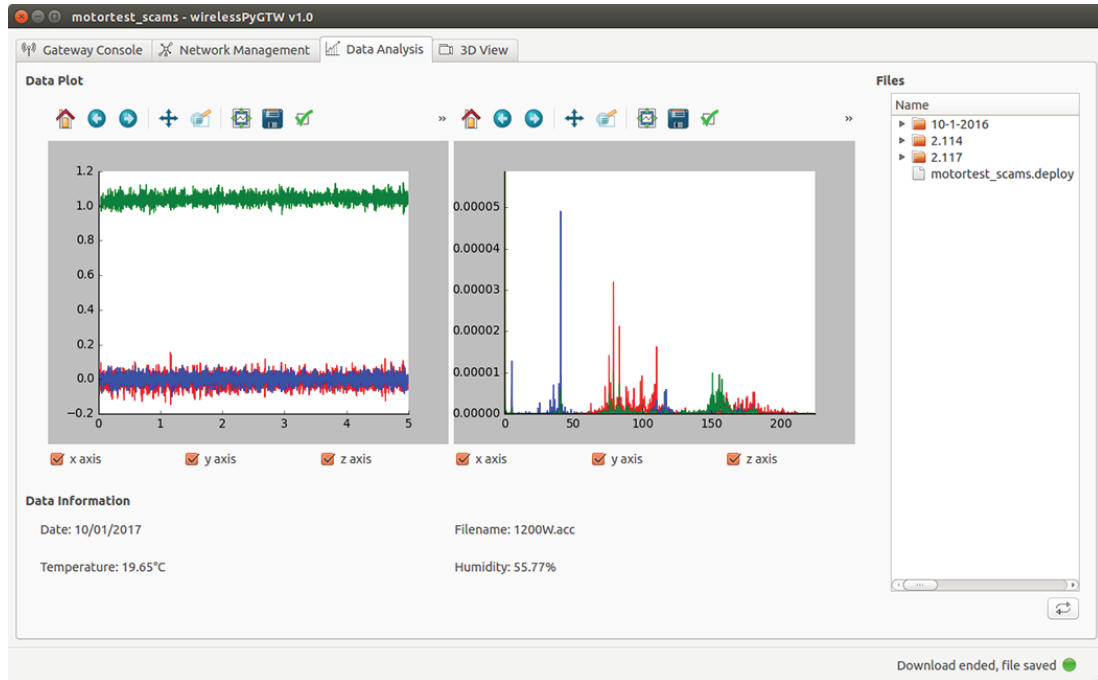 motortest_scams - wirelessPyGTW v1.0
Gateway Console Network Management Data Analysis 3D View
Data Plot
» »
1.2
1.0
0.8
0.6
0.4
0.2
0.0
−0.2
0 1 2 3 4 5
0.00005
0.00004
0.00003
0.00002
0.00001
0.00000
0 50 100 150 200
x axis y axis z axis x axis y axis z axis
Data Information
Date: 10/01/2017 Filename: 1200W.acc
Temperature: 19.65°C Humidity: 55.77%
Files
Name
10-1-2016
2.114
2.117
motortest_scams.deploy
Download ended, file saved